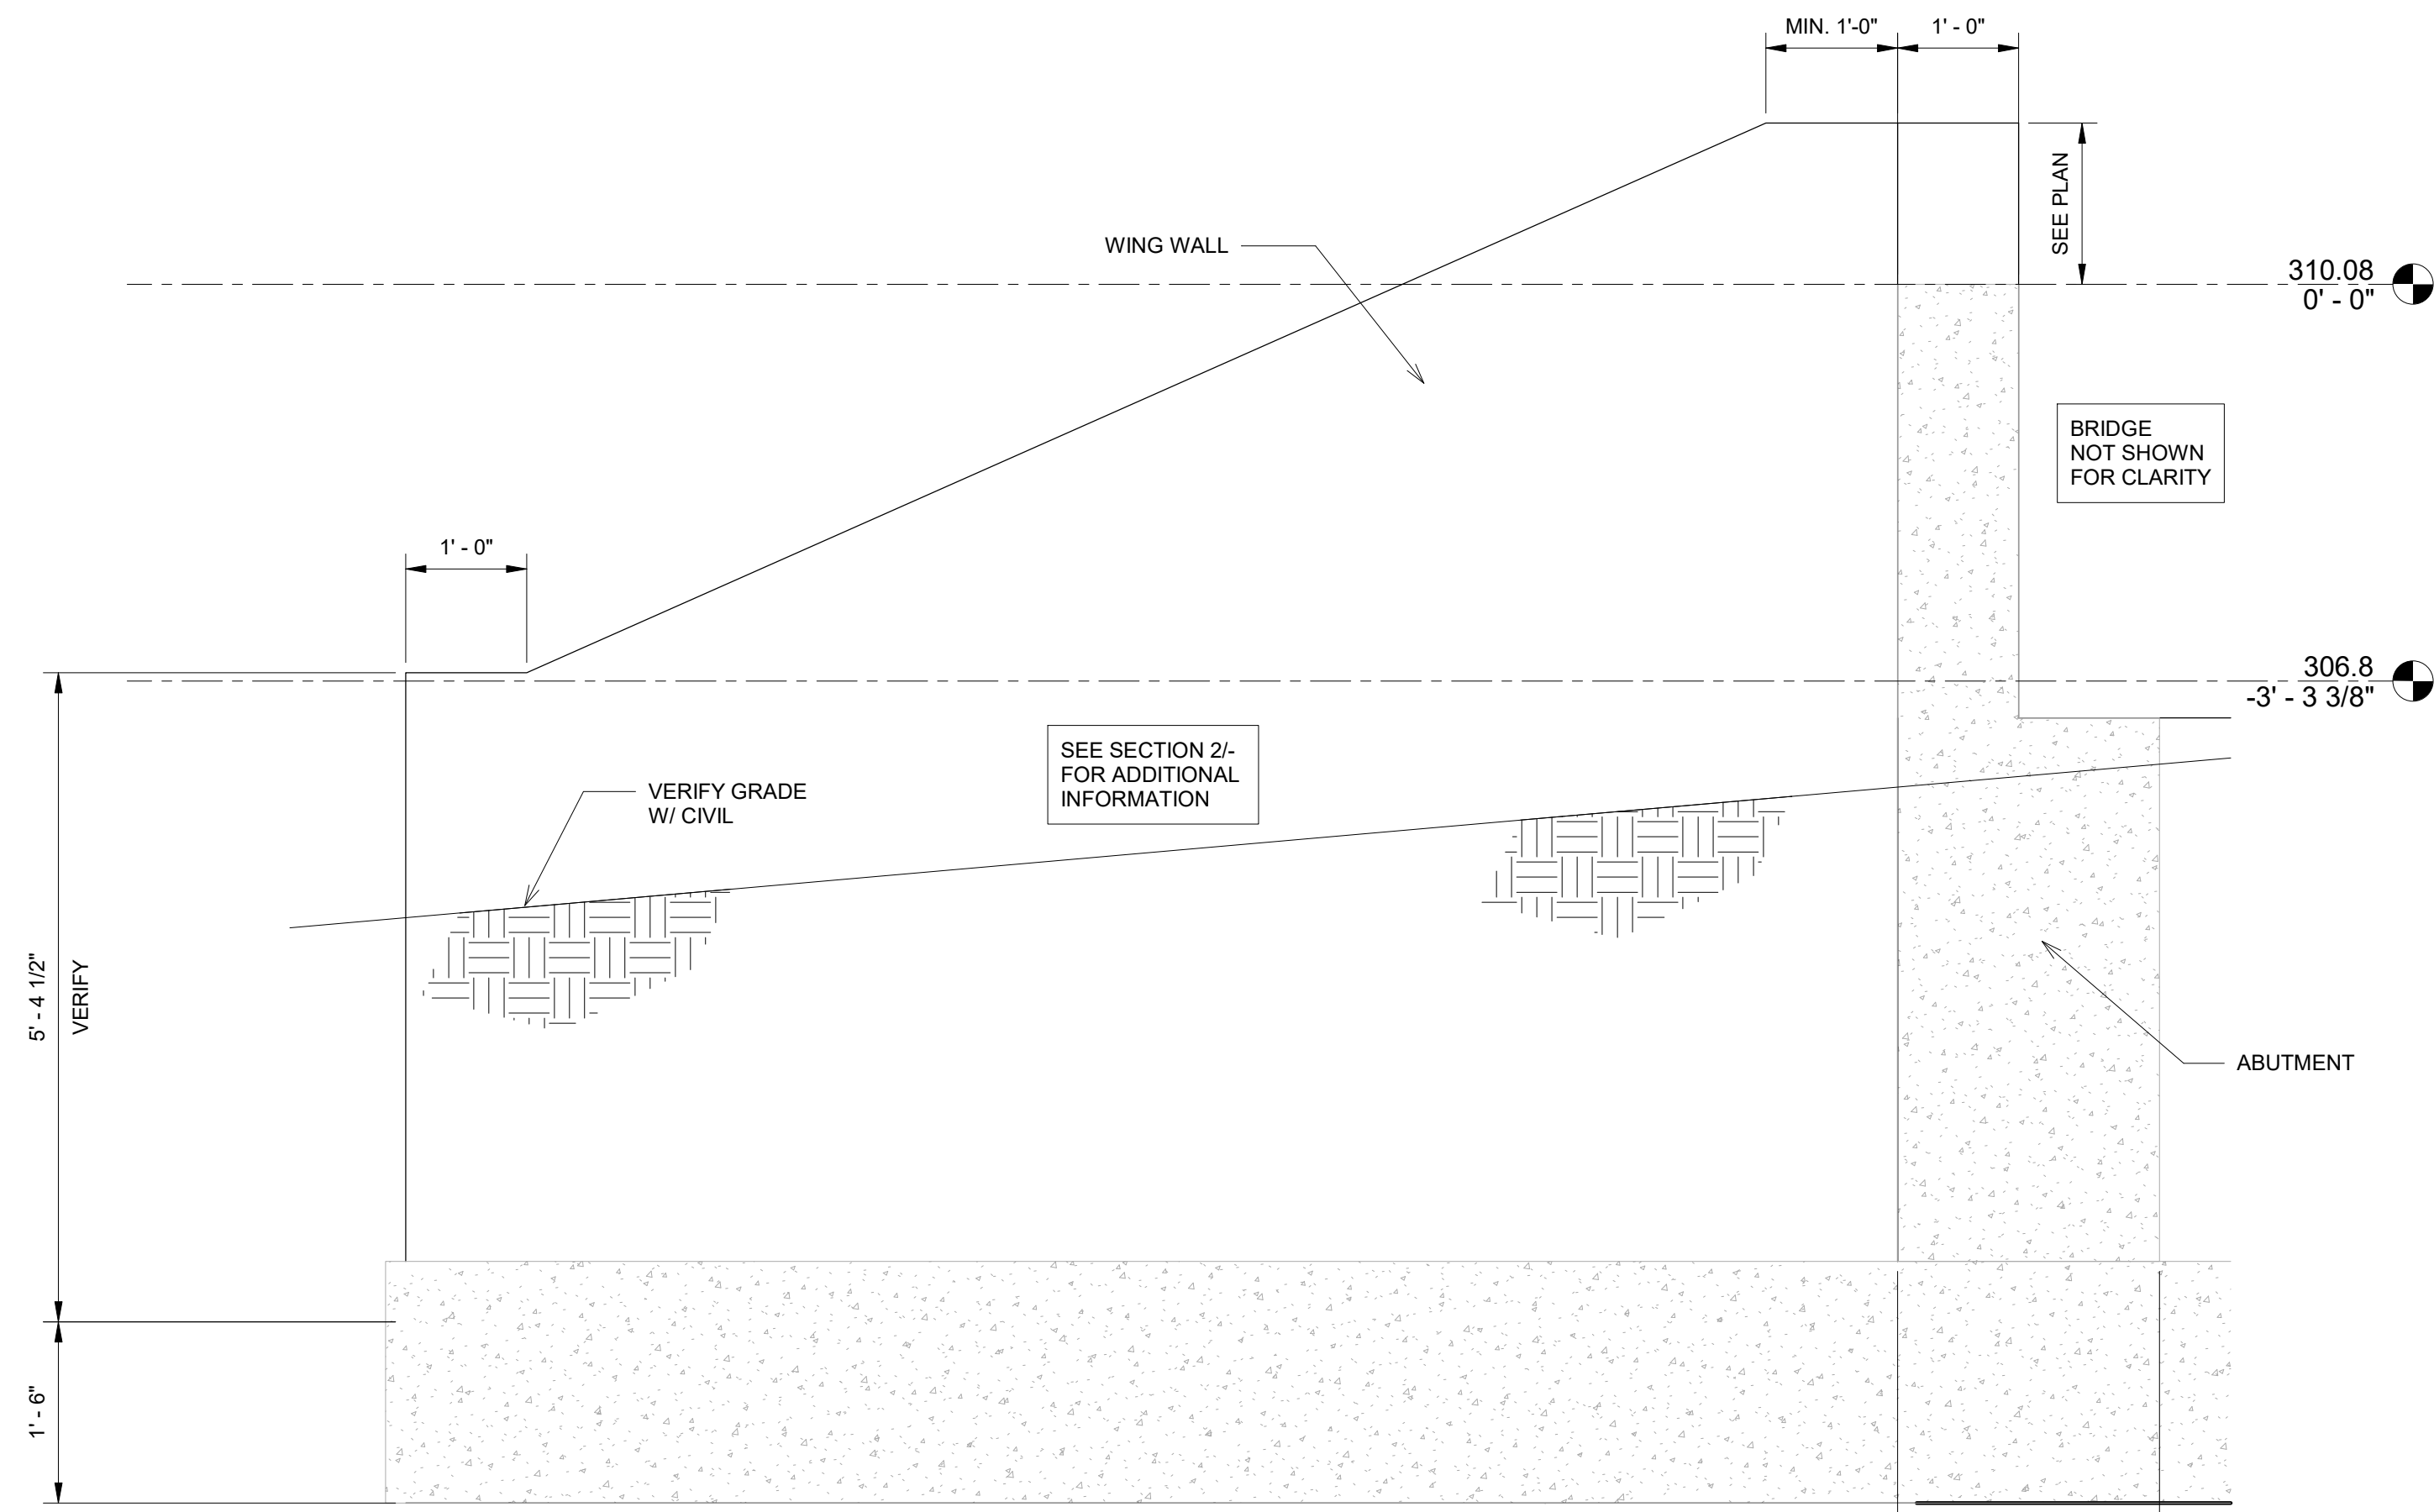 MIN. 1'-0"
1' - 0"
SEE PLAN
WING WALL
310.08
0' - 0"
BRIDGE
NOT SHOWN
FOR CLARITY
1' - 0"
306.8
-3' - 3 3/8"
SEE SECTION 2/-
FOR ADDITIONAL
INFORMATION
VERIFY GRADE
W/ CIVIL
5' - 4 1/2"
VERIFY
ABUTMENT
1' - 6"